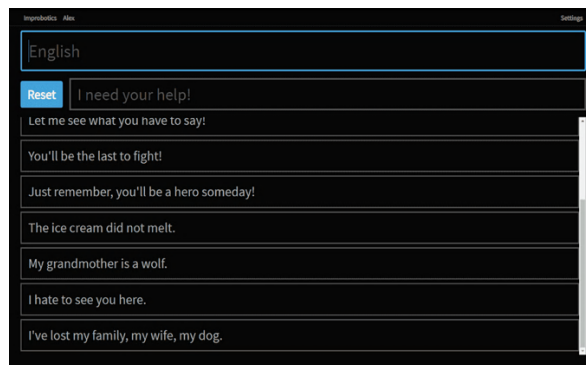 Improbotics Alex Settings
English
Reset I need your help!
Let me see what you have to say!
You'll be the last to fight!
Just remember, you'll be a hero someday!
The ice cream did not melt.
My grandmother is a wolf.
I hate to see you here.
I've lost my family, my wife, my dog.